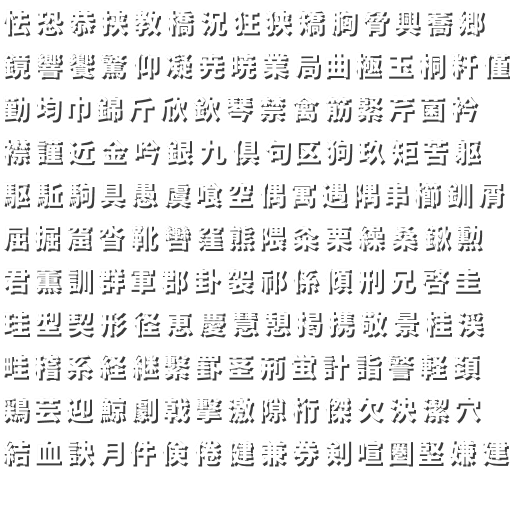 怯恐恭挟教橋況狂狭矯胸脅興蕎郷
鏡響饗驚仰凝尭暁業局曲極玉桐粁僅
勤均巾錦斤欣欽琴禁禽筋緊芹菌衿
襟謹近金吟銀九倶句区狗玖矩苦躯
駆駈駒具愚虞喰空偶寓遇隅串櫛釧屑
屈掘窟沓靴轡窪熊隈粂栗繰桑鍬勲
君薫訓群軍郡卦袈祁係傾刑兄啓圭
珪型契形径恵慶慧憩掲携敬景桂渓
畦稽系経継繋罫茎荊蛍計詣警軽頚
鶏芸迎鯨劇戟撃激隙桁傑欠決潔穴
結血訣月件倹倦健兼券剣喧圏堅嫌建